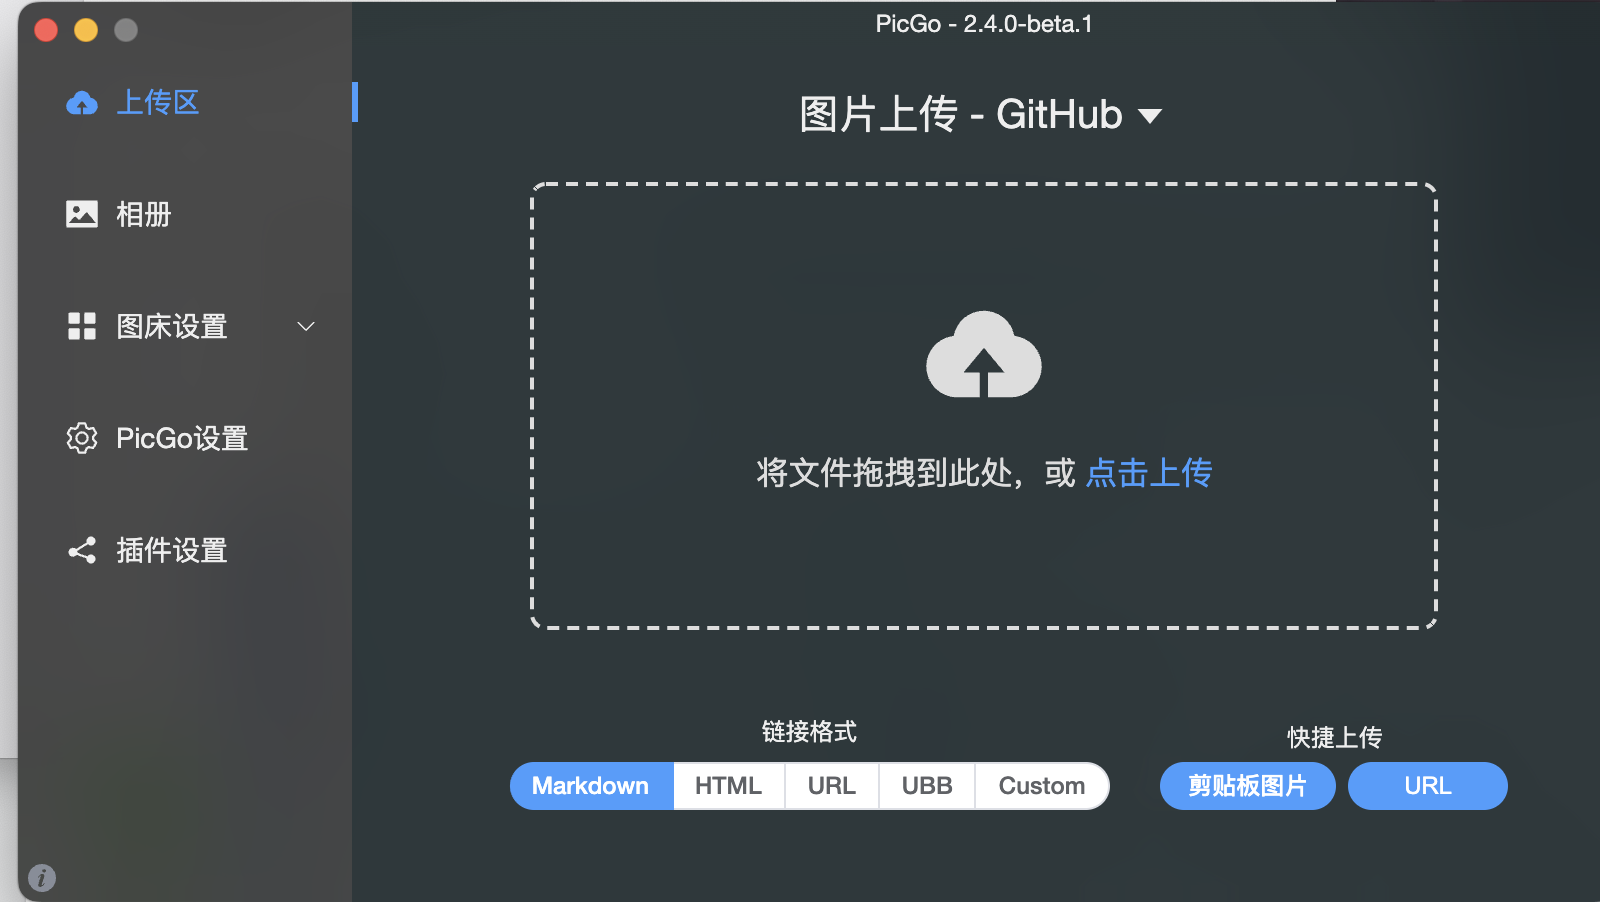 PicGo - 2.4.0-beta.1
上传区
相册
图床设置
PicGo设置
插件设置
图片上传 - GitHub
将文件拖拽到此处，或 点击上传
链接格式
Markdown HTML URL UBB Custom
快捷上传
剪贴板图片 URL
i